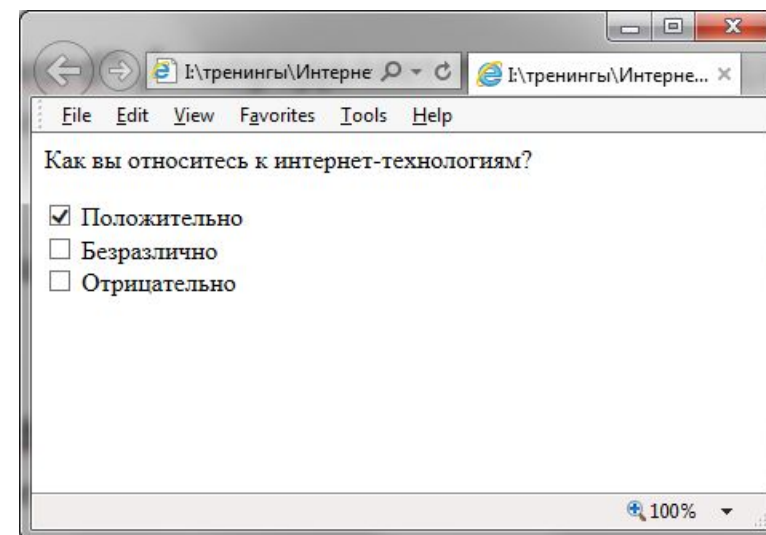 I:\тренинги\Интерне
I:\тренинги\Интерне...
File Edit View Favorites Tools Help
Как вы относитесь к интернет-технологиям?
Положительно
Безразлично
Отрицательно
100%